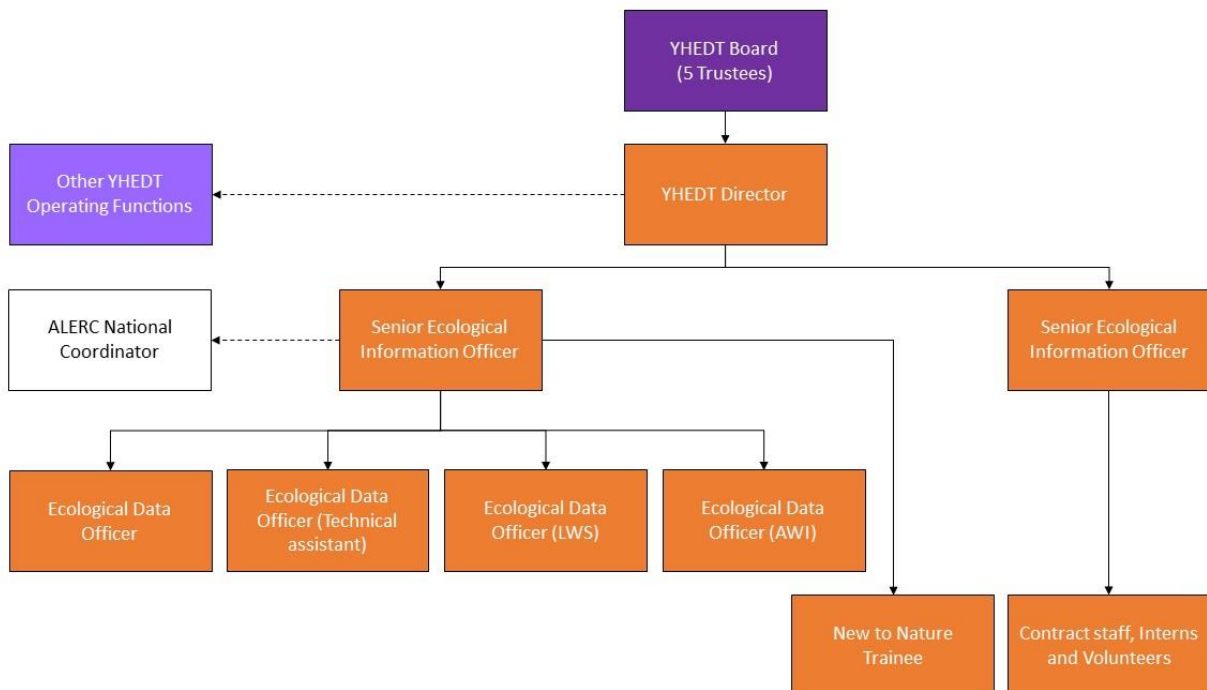 YHEDT Board
(5 Trustees)
Other YHEDT
Operating Functions
YHEDT Director
ALERC National
Coordinator
Senior Ecological
Information Officer
Senior Ecological
Information Officer
Ecological Data
Officer
Ecological Data
Officer (Technical
assistant)
Ecological Data
Officer (LWS)
Ecological Data
Officer (AWI)
New to Nature
Trainee
Contract staff, Interns
and Volunteers